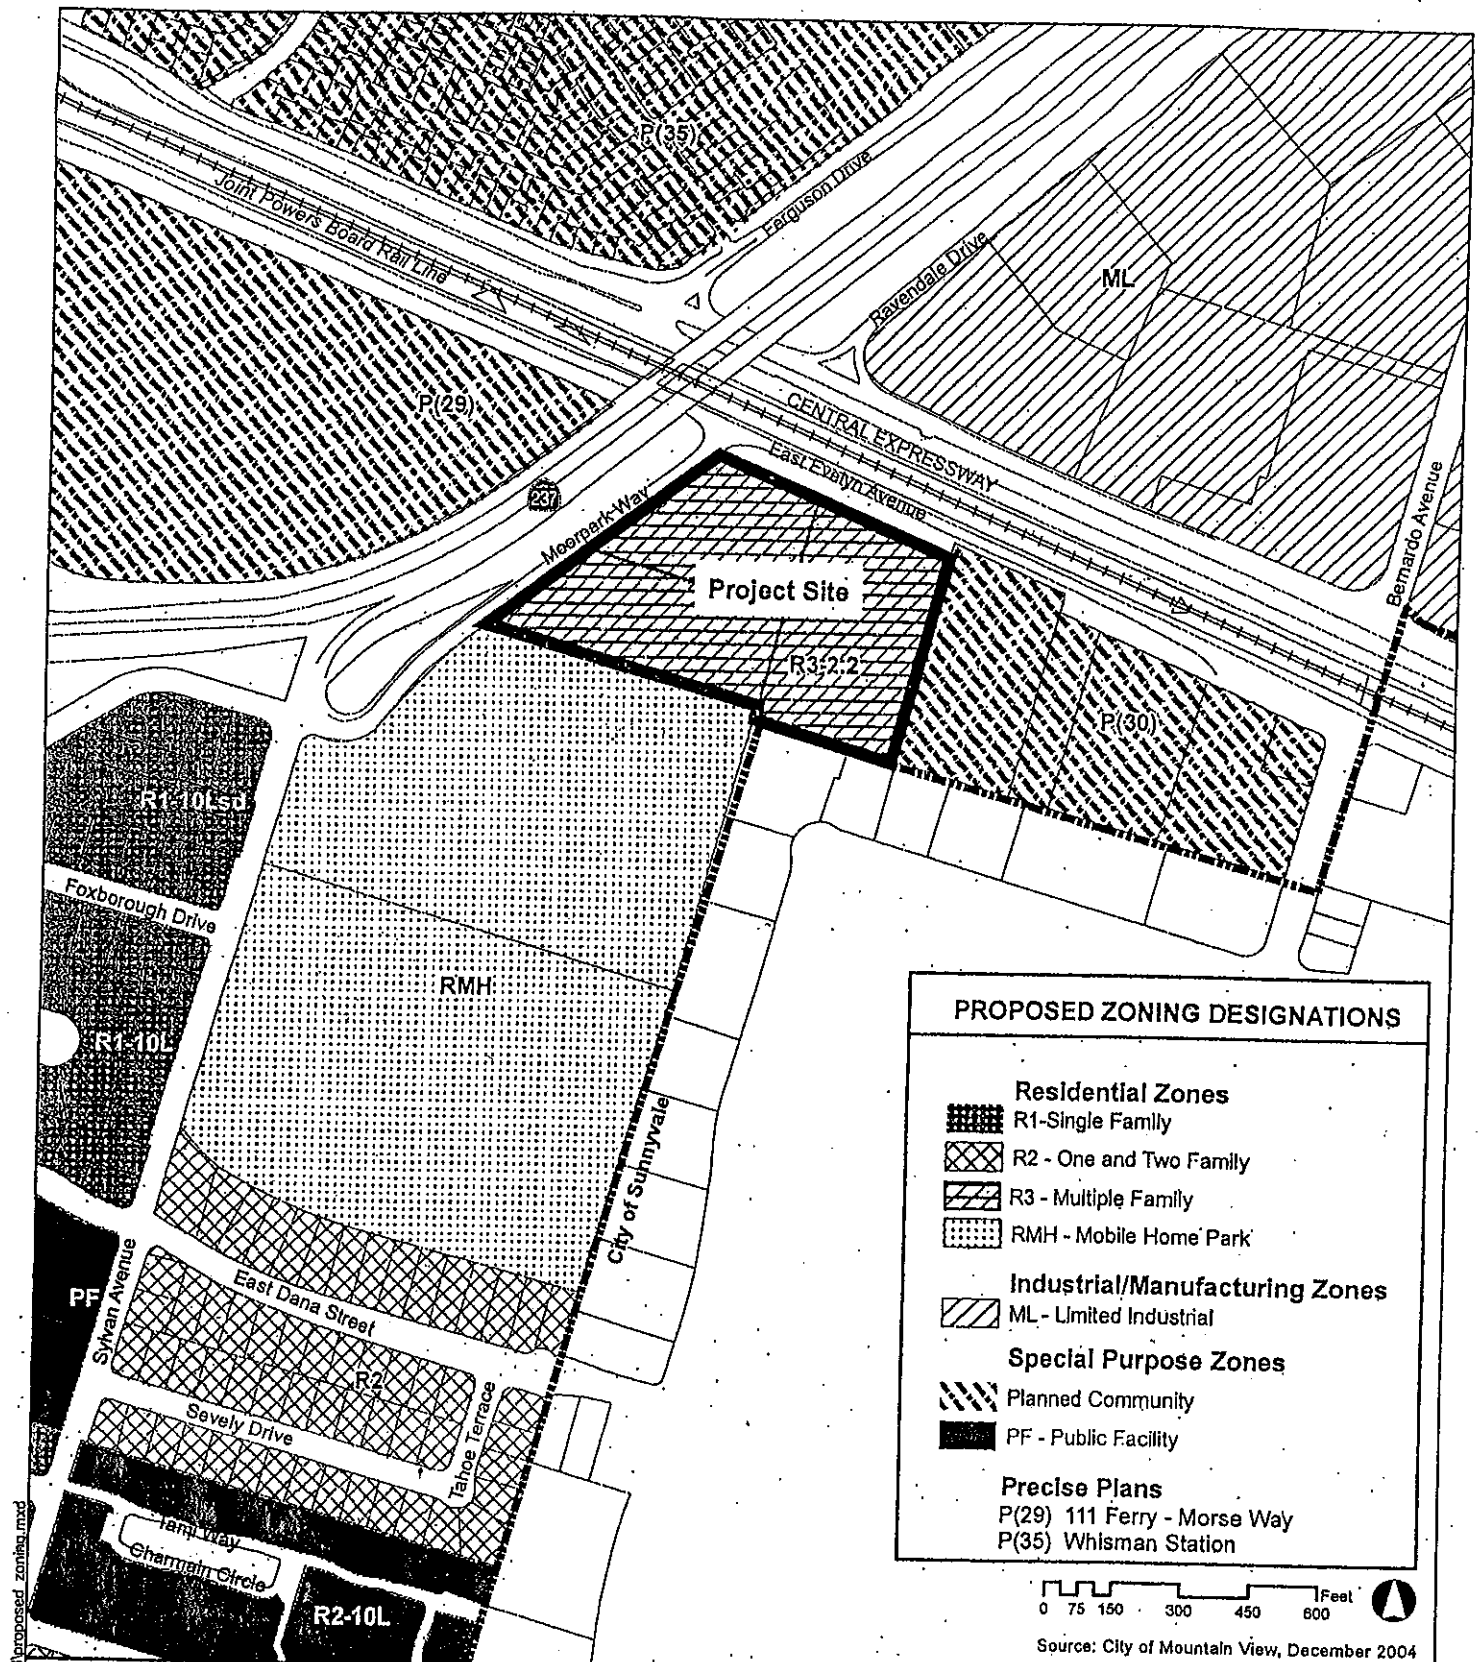 P(35)
Joint Powers Board Rail Line
Ferguson Drive
Ravendale Drive
ML
P(29)
CENTRAL EXPRESSWAY
East Evelyn Avenue
237
Moorpark Way
Bernardo Avenue
Project Site
R3-2.2
P(30)
R1-10Lsd
Foxborough Drive
RMH
R1-10L
City of Sunnyvale
PF
Sylvan Avenue
East Dana Street
R2
Sevely Drive
Tahoe Terrace
Tami Way
Charmain Circle
R2-10L
PROPOSED ZONING DESIGNATIONS
Residential Zones
R1-Single Family
R2 - One and Two Family
R3 - Multiple Family
RMH - Mobile Home Park
Industrial/Manufacturing Zones
ML - Limited Industrial
Special Purpose Zones
Planned Community
PF - Public Facility
Precise Plans
P(29) 111 Ferry - Morse Way
P(35) Whisman Station
Feet
0 75 150 300 450 600
Source: City of Mountain View, December 2004
\proposed_zoning.mxd